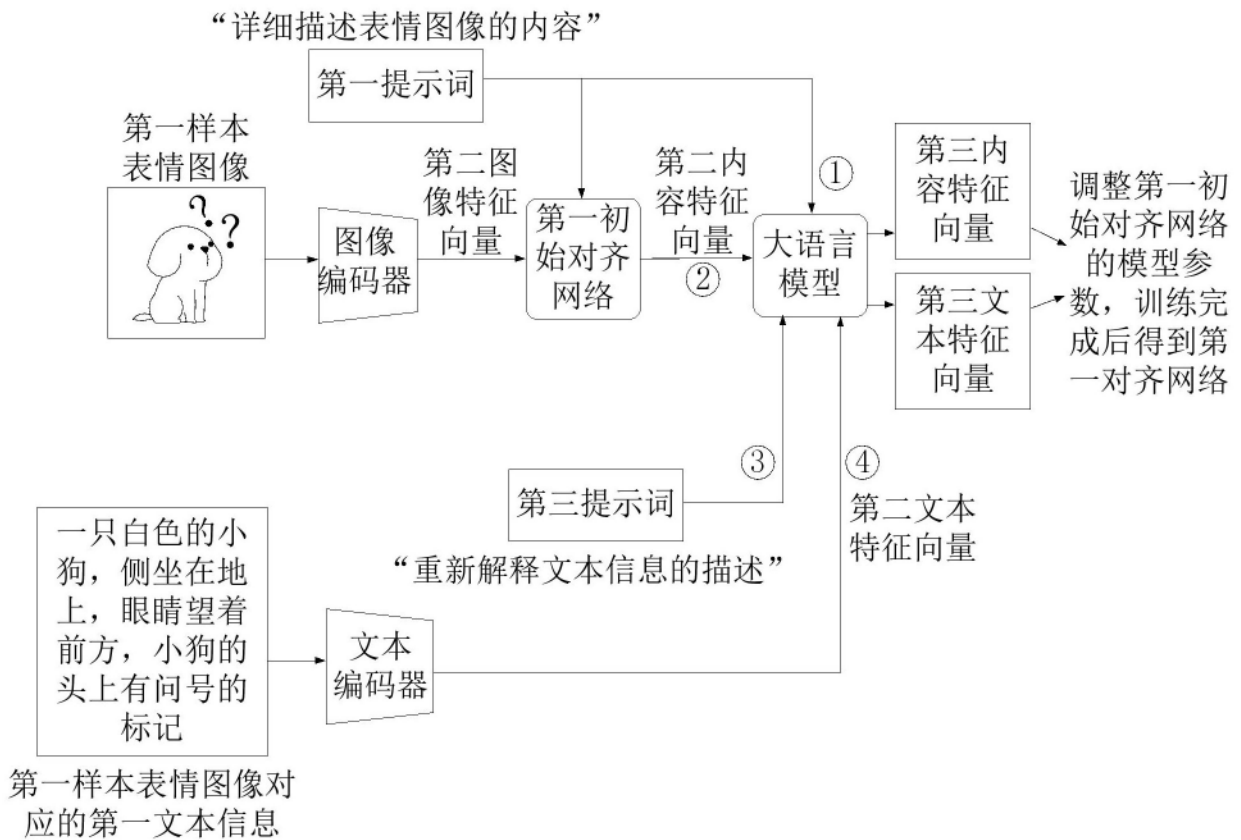 “详细描述表情图像的内容”
第一提示词
第一样本
表情图像
? ?
图像
编码器
第二图
像特征
向量
第一初
始对齐
网络
第二内
容特征
向量
②
①
大语言
模型
第三内
容特征
向量
第三文
本特征
向量
调整第一初
始对齐网络
的模型参
数，训练完
成后得到第
一对齐网络
③
④
第三提示词
“重新解释文本信息的描述”
第二文本
特征向量
一只白色的小
狗，侧坐在地
上，眼睛望着
前方，小狗的
头上有问号的
标记
文本
编码器
第一样本表情图像对
应的第一文本信息